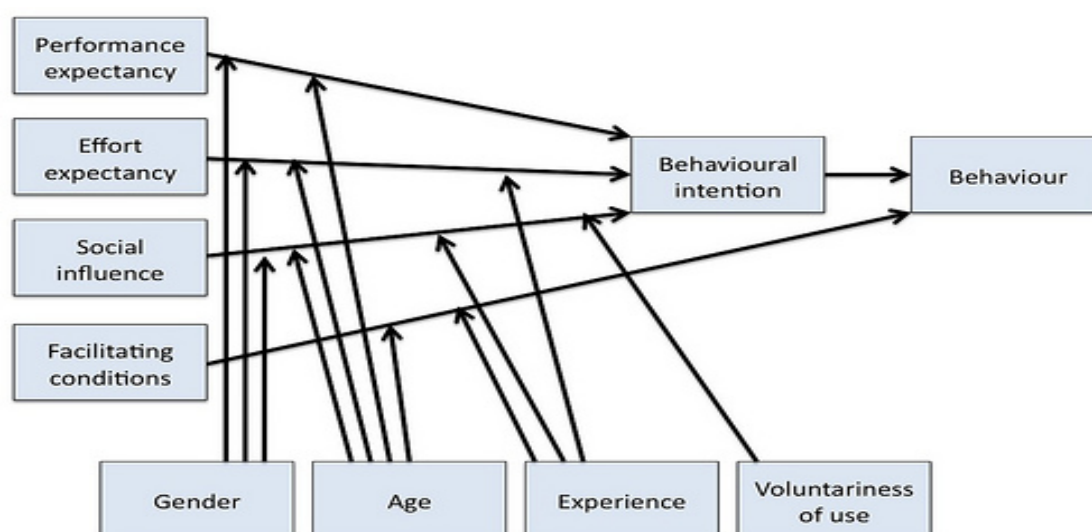 Performance
expectancy
Effort
expectancy
Social
influence
Facilitating
conditions
Behavioural
intention
Behaviour
Gender
Age
Experience
Voluntariness
of use